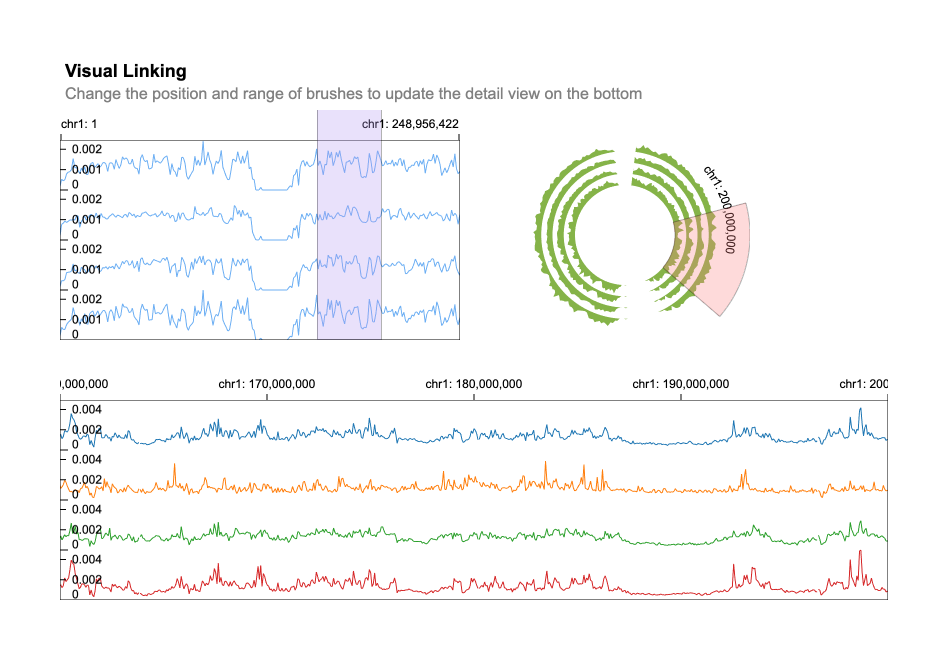 Visual Linking
Change the position and range of brushes to update the detail view on the bottom
chr1: 1
chr1: 248,956,422
0.002
0.001
0
0.002
0.001
0
0.002
0.001
0
0.002
0.001
0
chr1: 200,000,000
0,000,000
chr1: 170,000,000
chr1: 180,000,000
chr1: 190,000,000
chr1: 200
0.004
0.002
0
0.004
0.002
0
0.004
0.002
0
0.004
0.002
0